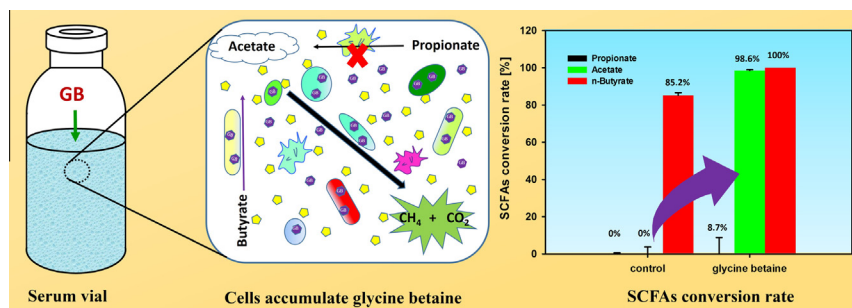 GB
Serum vial
Acetate
Propionate
Butyrate
CH4 + CO2
Cells accumulate glycine betaine
SCFAs conversion rate [%]
120
100
80
60
40
20
0
Propionate
Acetate
n-Butyrate
0%
0%
85.2%
8.7%
98.6%
100%
control
glycine betaine
SCFAs conversion rate